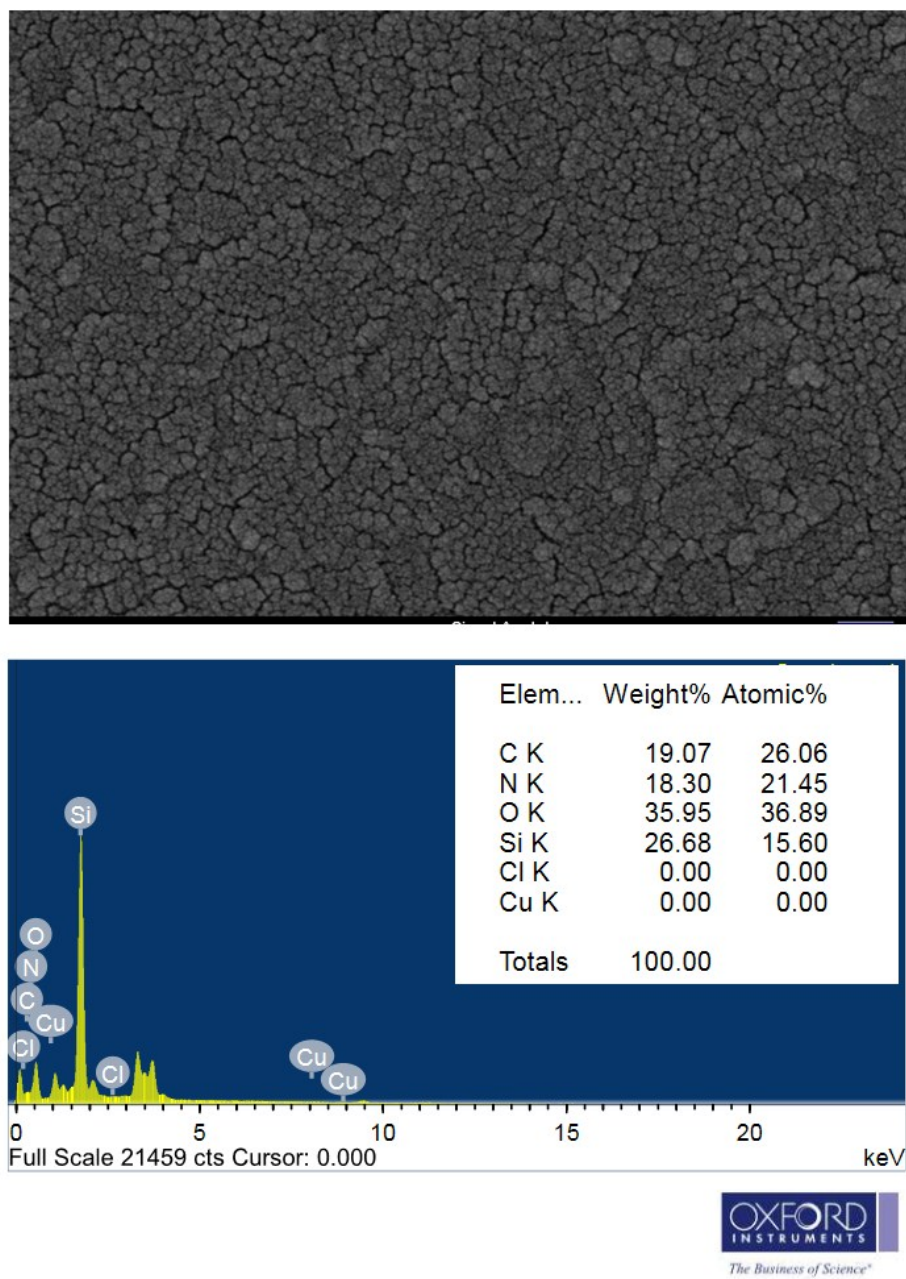 Elem... Weight% Atomic%
C K 19.07 26.06
N K 18.30 21.45
O K 35.95 36.89
Si K 26.68 15.60
Cl K 0.00 0.00
Cu K 0.00 0.00
Totals 100.00
Si
O
N
C
Cu
Cl
Cl
Cu
Cu
0 5 10 15 20
Full Scale 21459 cts Cursor: 0.000 keV
OXFORD
INSTRUMENTS
The Business of Science®